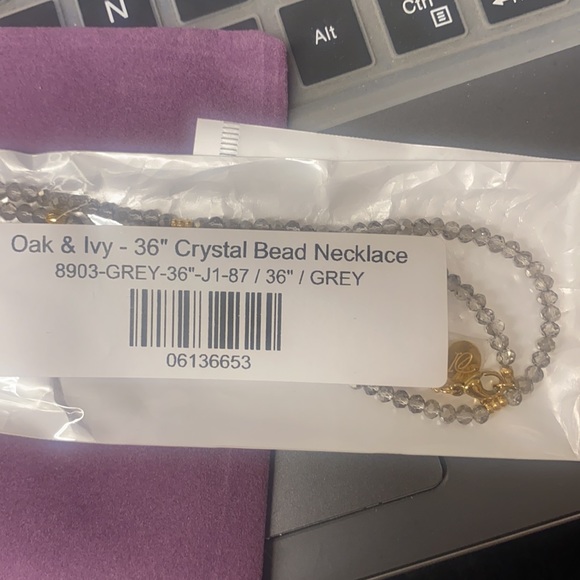 N
Alt
Ctrl
Oak & Ivy - 36" Crystal Bead Necklace
8903-GREY-36"-J1-87 / 36" / GREY
06136653